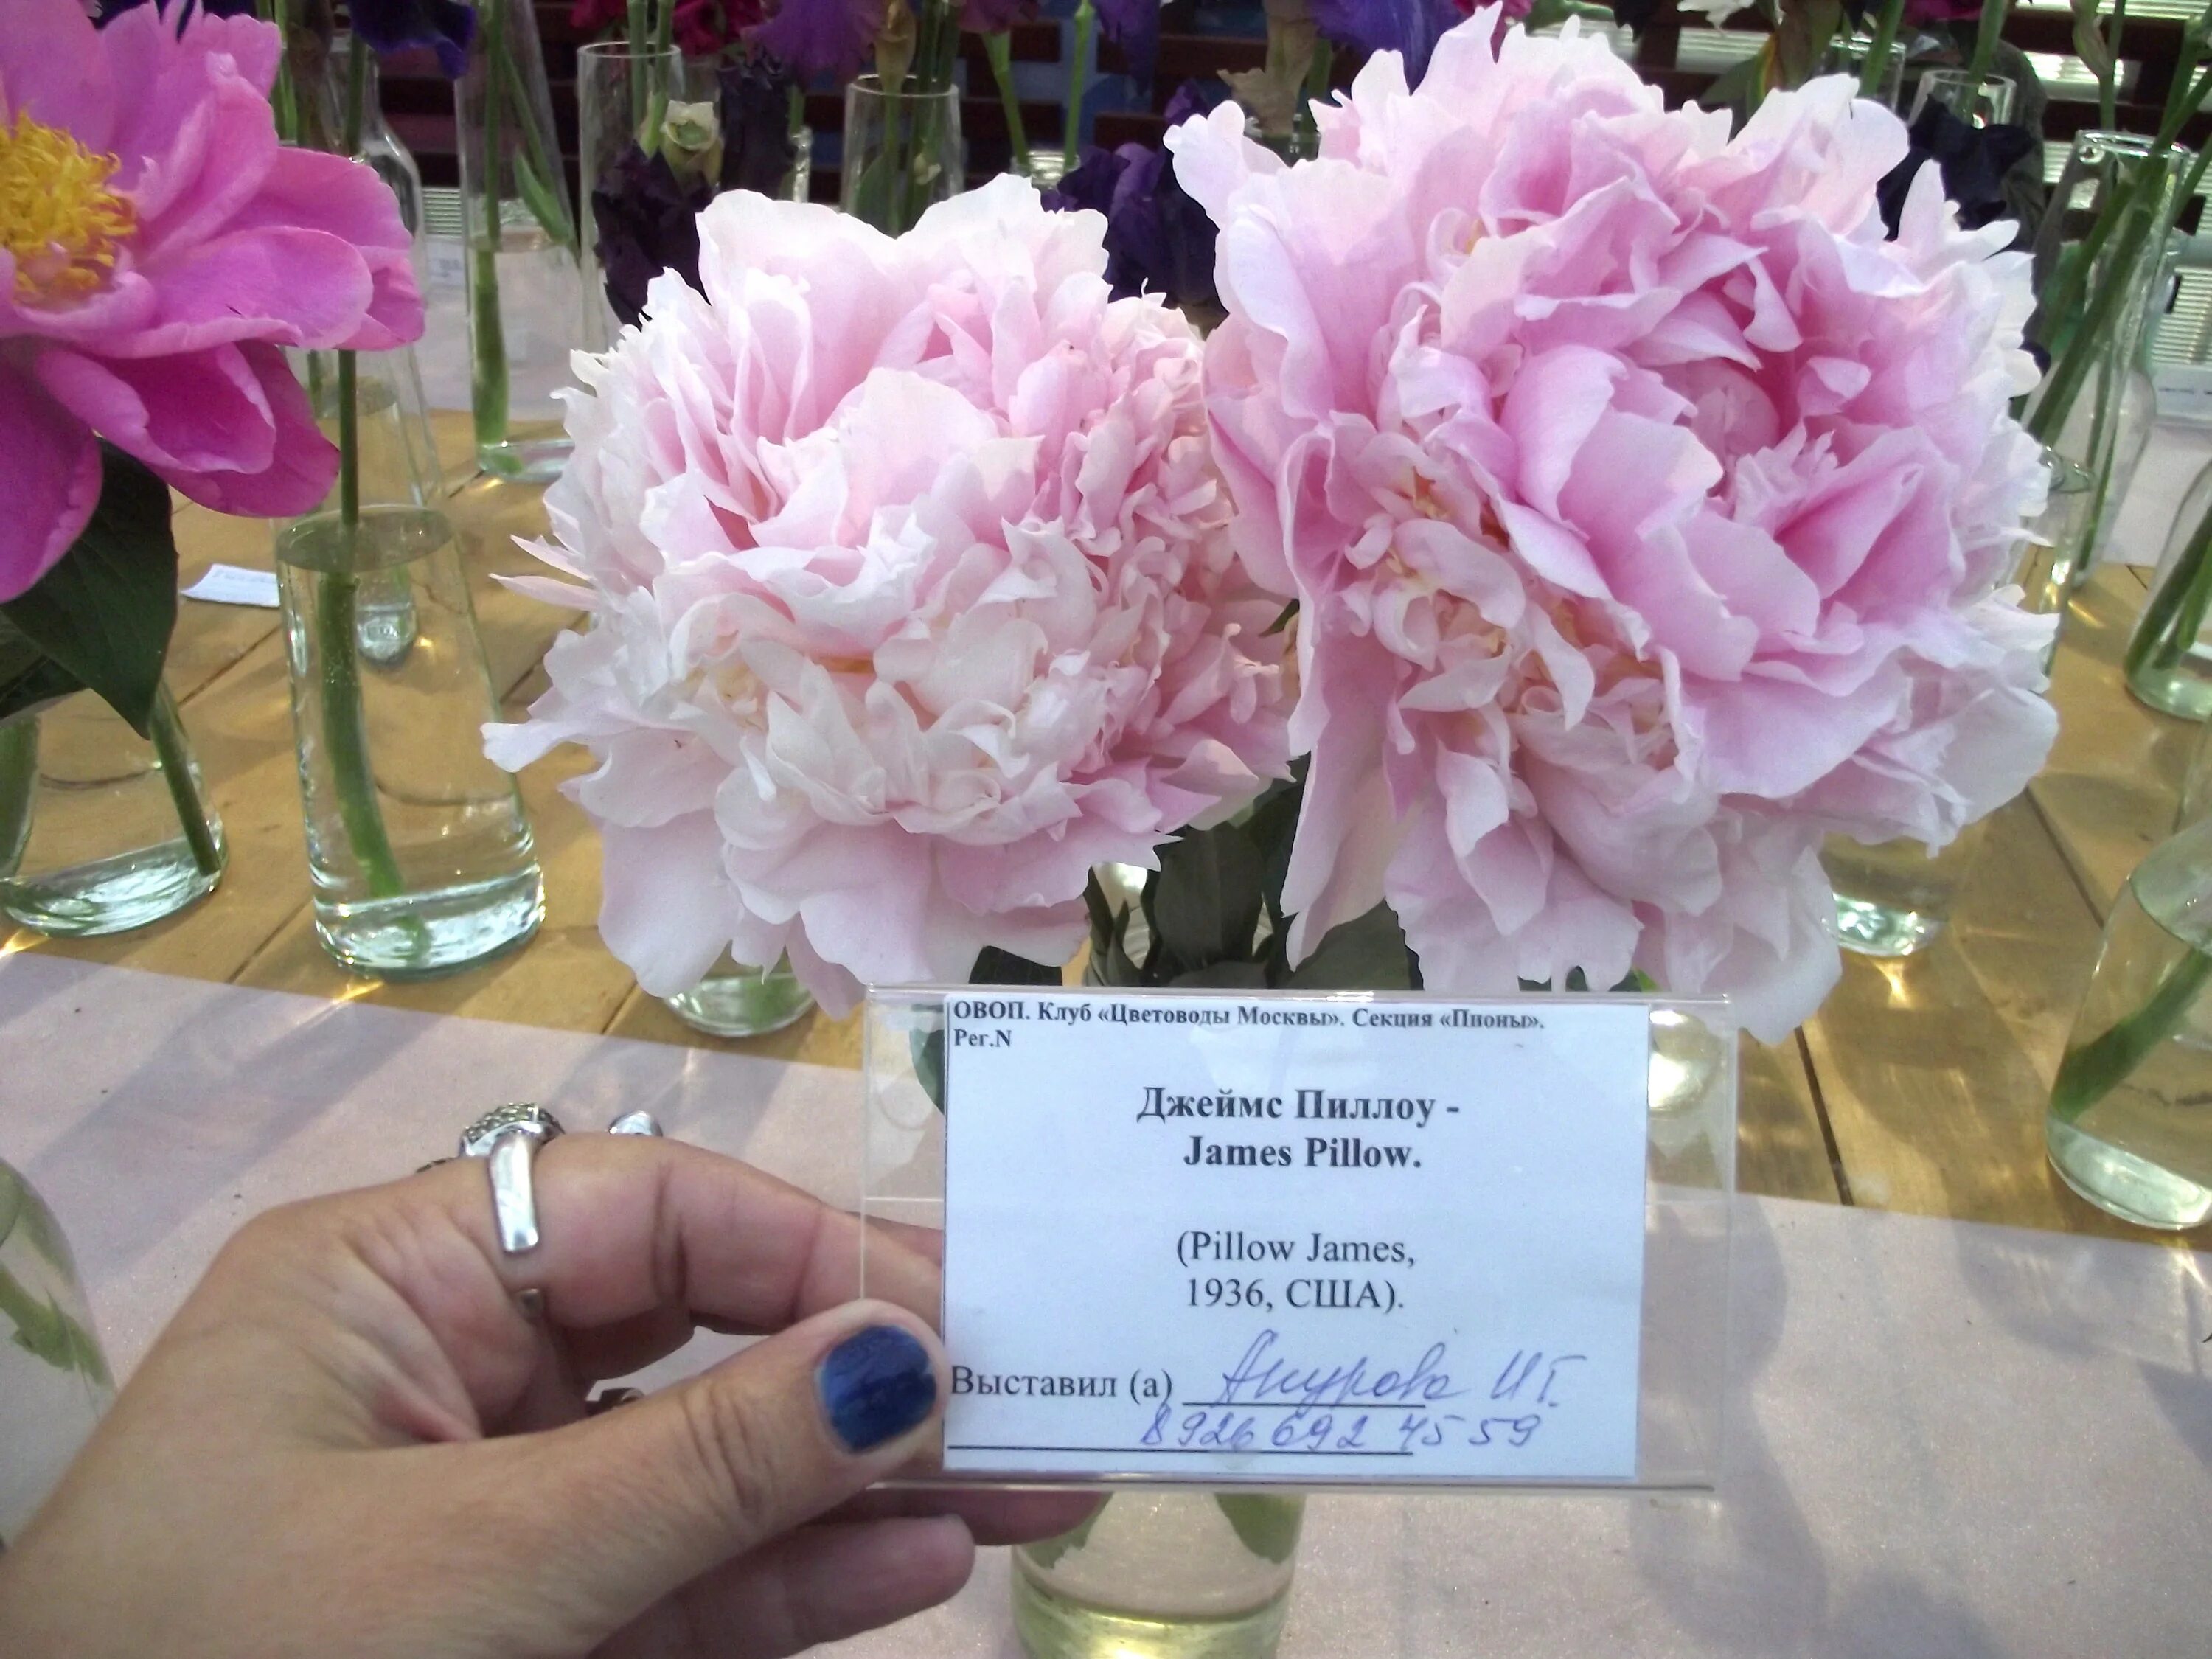 ОВОП. Клуб «Цветоводы Москвы». Секция «Пионы».
Рег.N
Джеймс Пиллоу -
James Pillow.
(Pillow James,
1936, США).
Выставил (а) Анурова И Г.
8 926 692 45 59